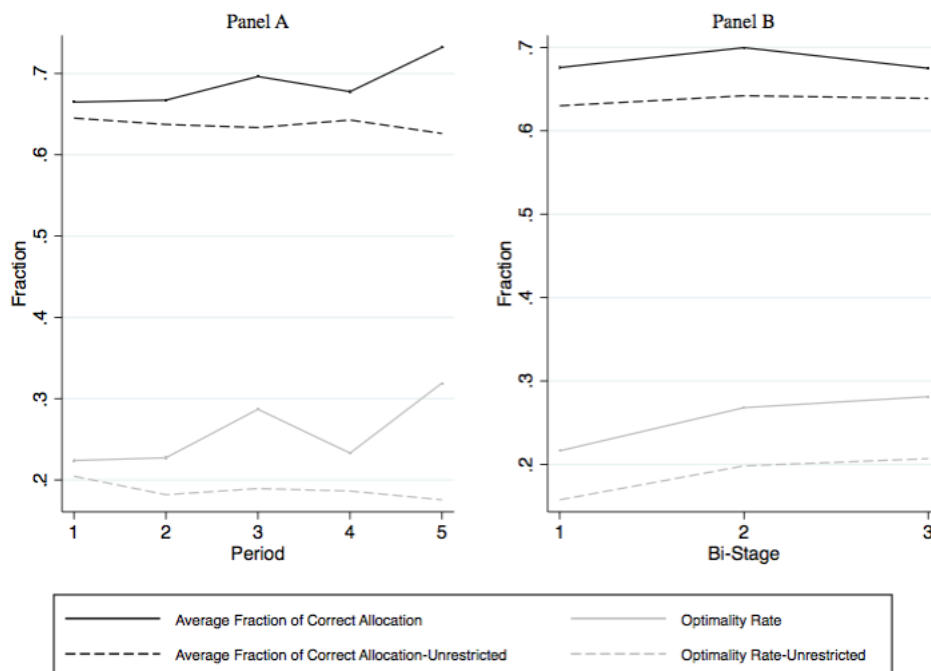 Panel A
Fraction
.7
.6
.5
.4
.3
.2
1 2 3 4 5
Period
Panel B
Fraction
.7
.6
.5
.4
.3
.2
1 2 3
Bi-Stage
Average Fraction of Correct Allocation
Optimality Rate
Average Fraction of Correct Allocation-Unrestricted
Optimality Rate-Unrestricted